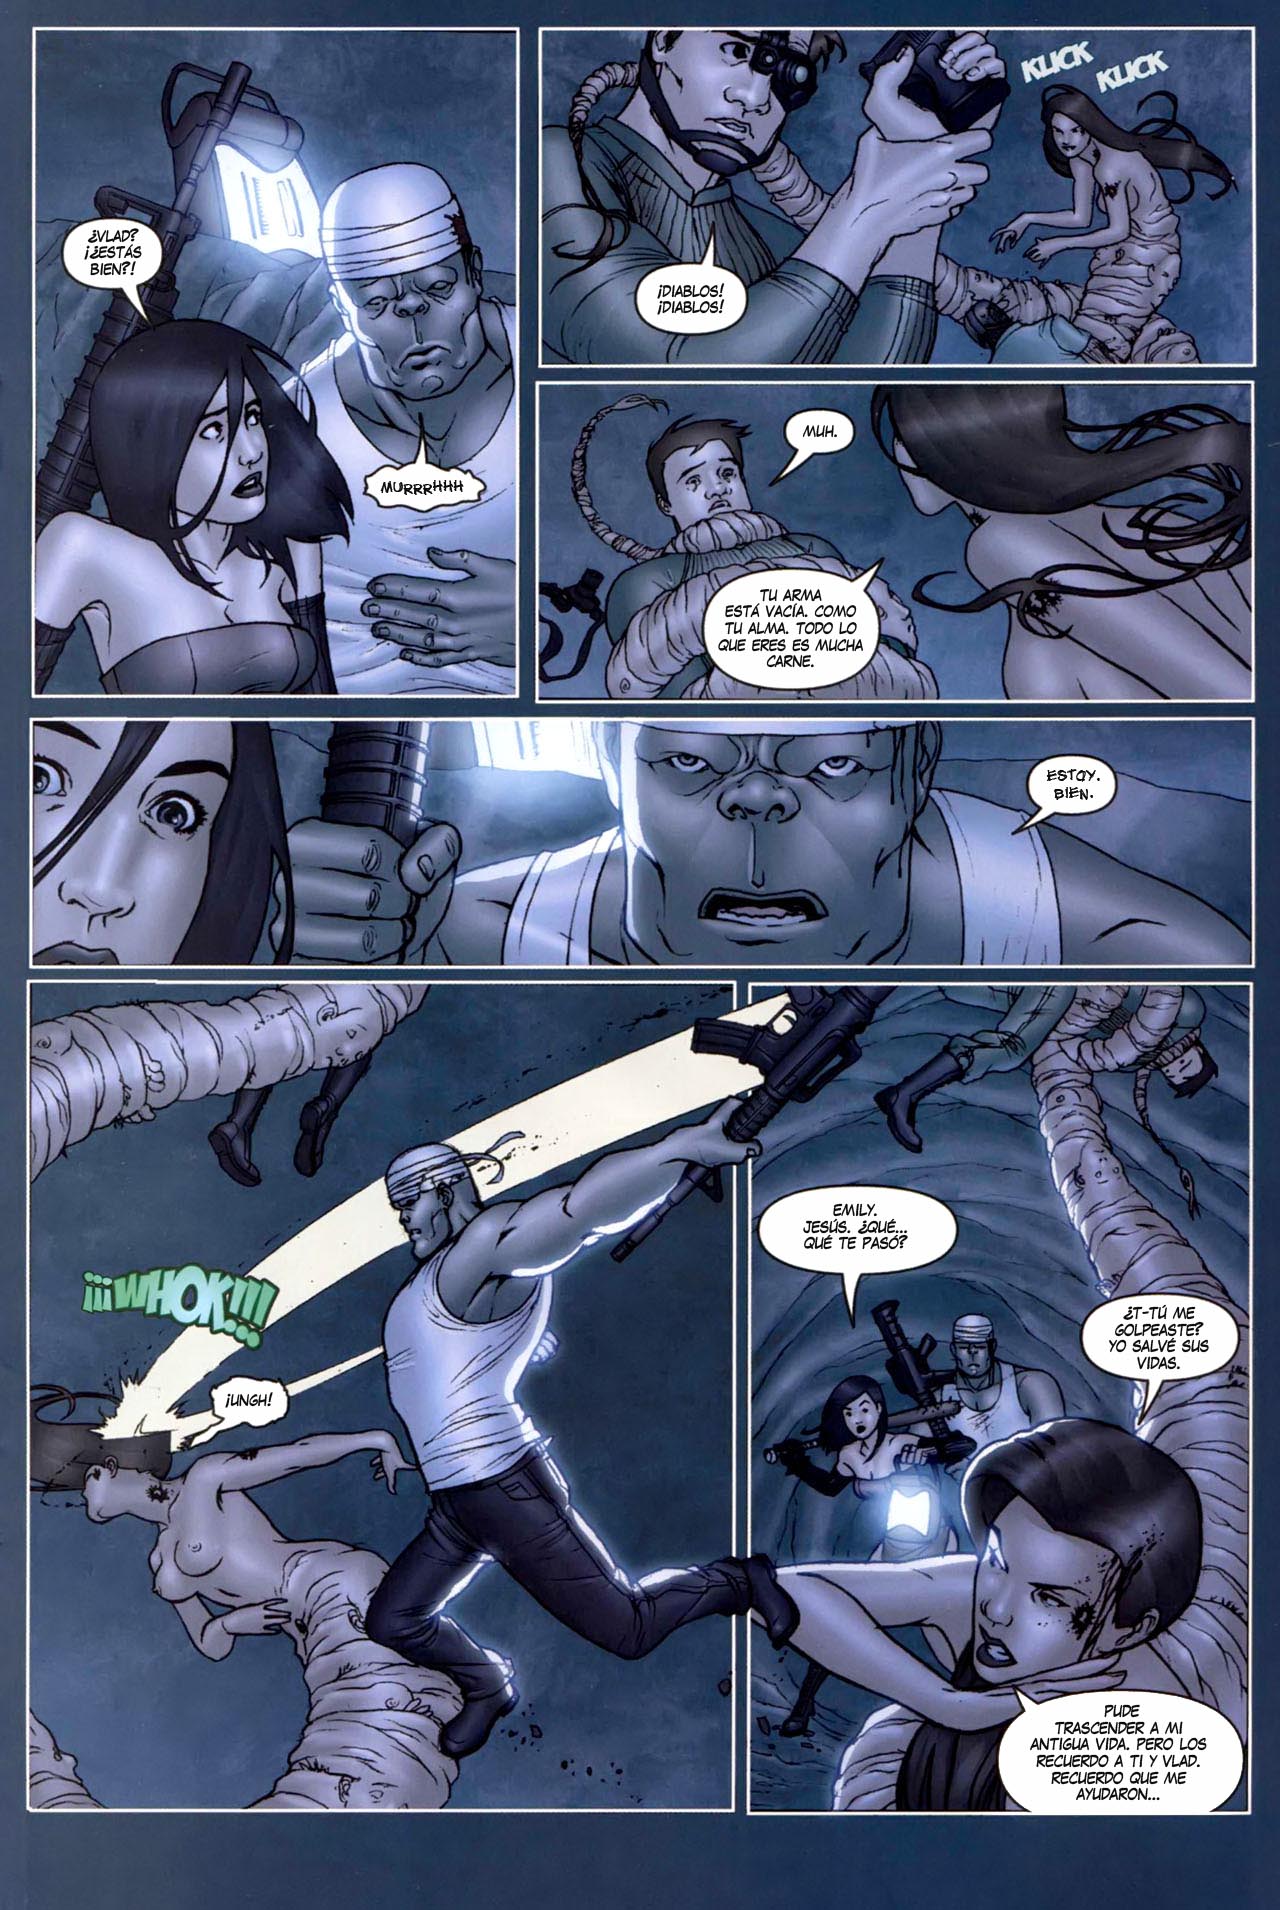 ¿VLAD?
¡¿ESTÁS
BIEN?!
MURRRHHH
KLICK
KLICK
¡DIABLOS!
¡DIABLOS!
MUH.
TU ARMA
ESTÁ VACÍA. COMO
TU ALMA. TODO LO
QUE ERES ES MUCHA
CARNE.
ESTOY.
BIEN.
¡¡¡WHOK!!!
¡UNGH!
EMILY.
JESÚS. ¿QUÉ...
QUÉ TE PASÓ?
¿T-TÚ ME
GOLPEASTE?
YO SALVÉ SUS
VIDAS.
PUDE
TRASCENDER A MI
ANTIGUA VIDA. PERO LOS
RECUERDO A TI Y VLAD.
RECUERDO QUE ME
AYUDARON...